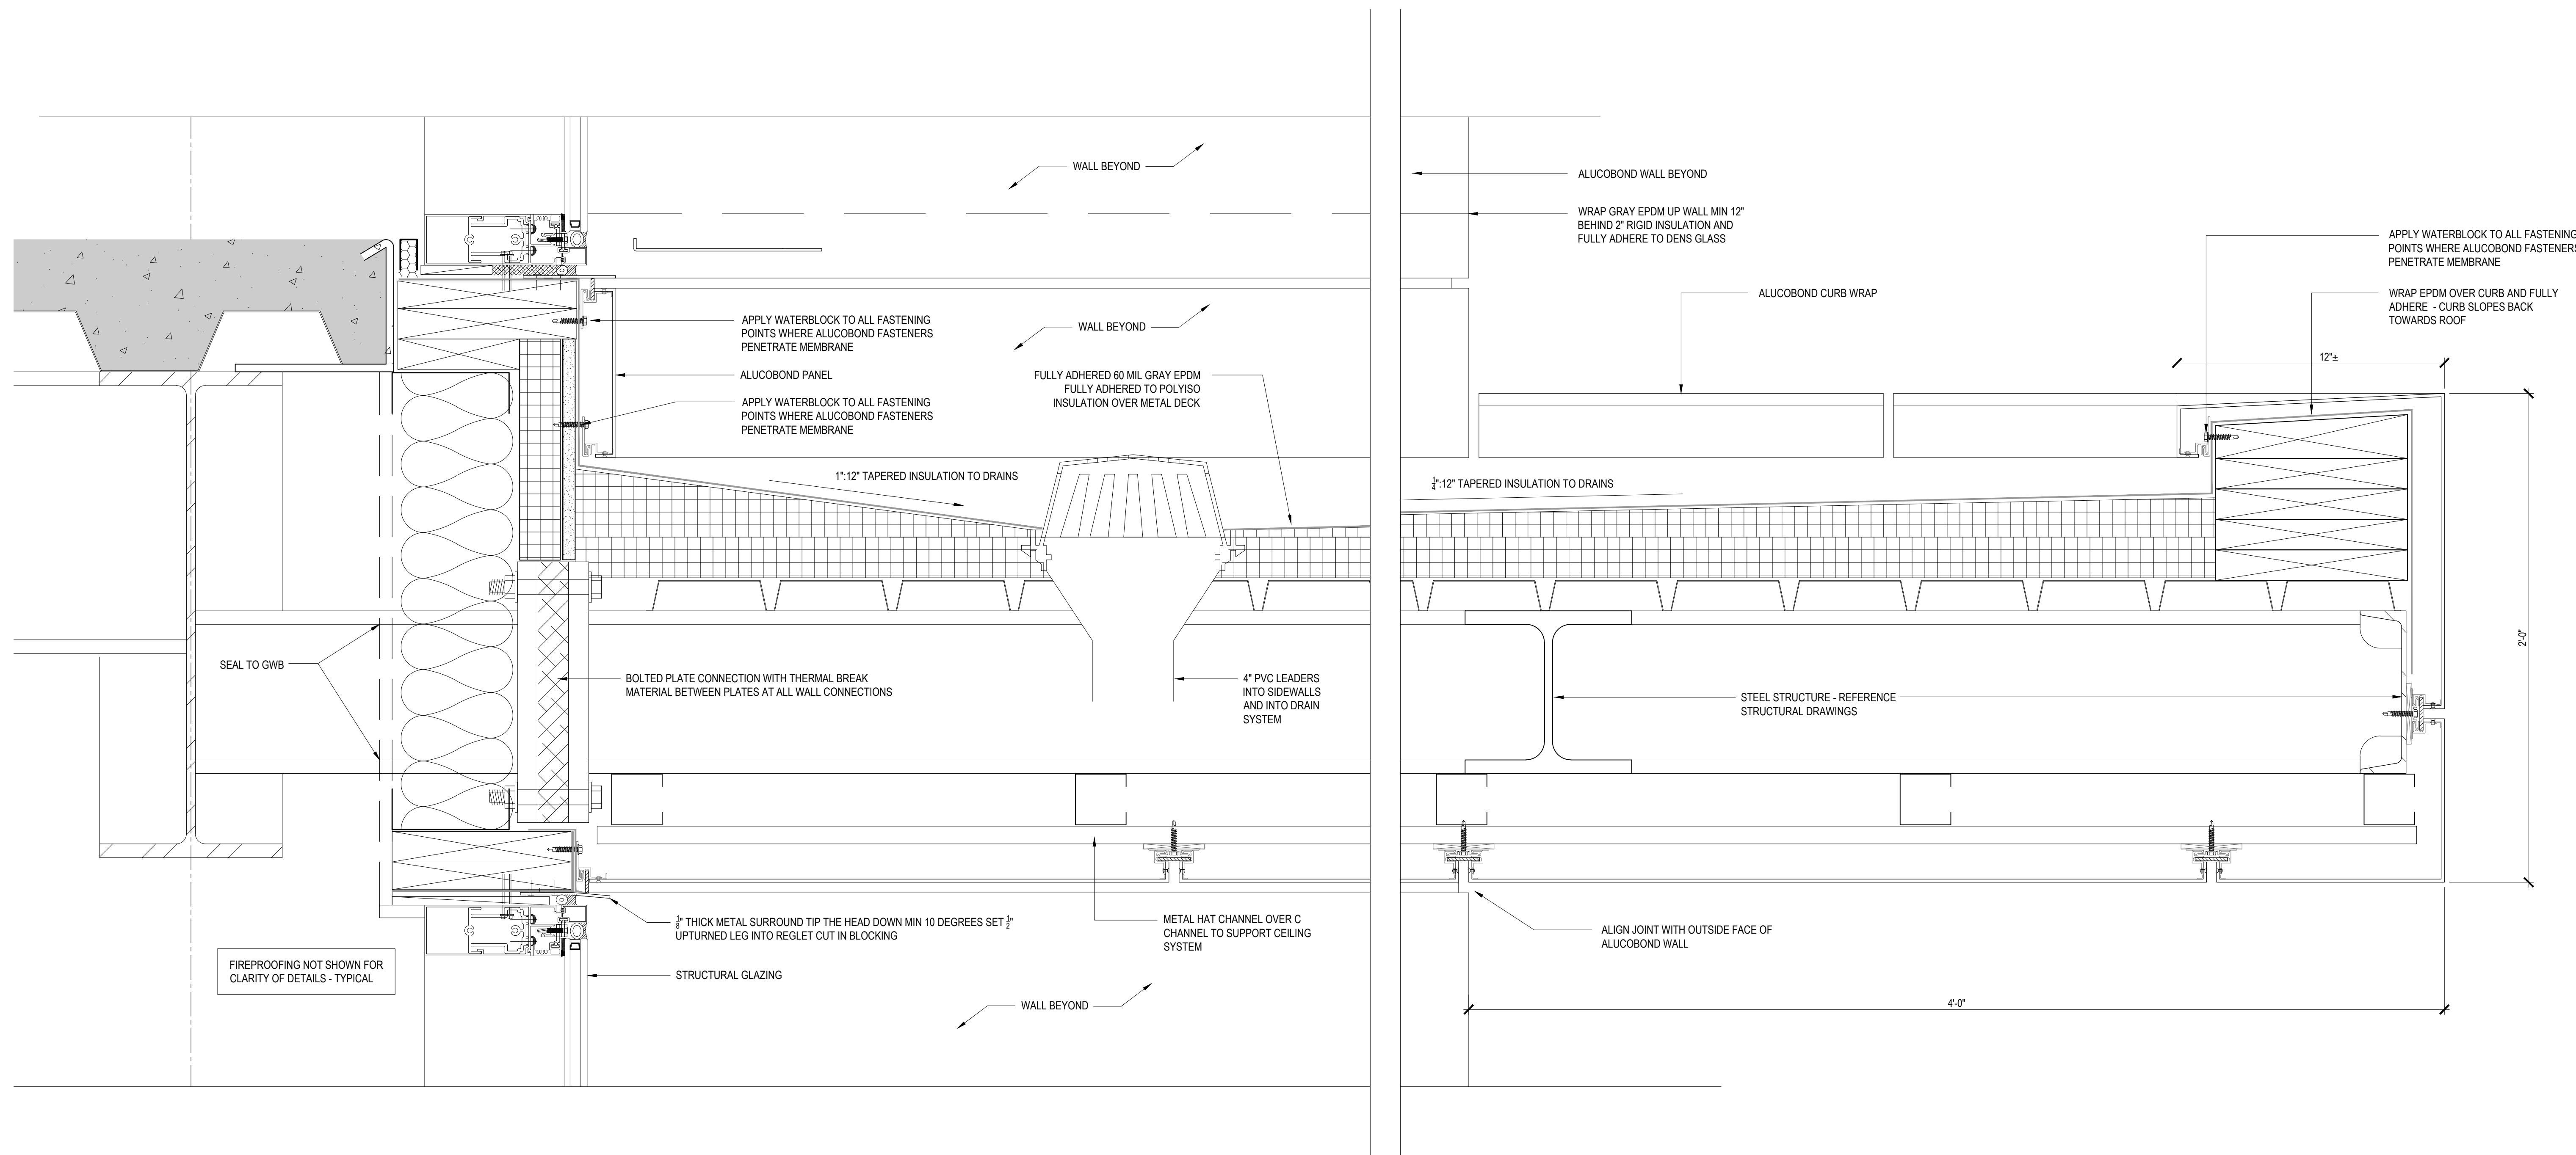 WALL BEYOND
ALUCOBOND WALL BEYOND
WRAP GRAY EPDM UP WALL MIN 12"
BEHIND 2" RIGID INSULATION AND
FULLY ADHERE TO DENS GLASS
APPLY WATERBLOCK TO ALL FASTENING
POINTS WHERE ALUCOBOND FASTENERS
PENETRATE MEMBRANE
ALUCOBOND CURB WRAP
WRAP EPDM OVER CURB AND FULLY
ADHERE - CURB SLOPES BACK
TOWARDS ROOF
12"±
APPLY WATERBLOCK TO ALL FASTENING
POINTS WHERE ALUCOBOND FASTENERS
PENETRATE MEMBRANE
WALL BEYOND
ALUCOBOND PANEL
FULLY ADHERED 60 MIL GRAY EPDM
FULLY ADHERED TO POLYISO
INSULATION OVER METAL DECK
APPLY WATERBLOCK TO ALL FASTENING
POINTS WHERE ALUCOBOND FASTENERS
PENETRATE MEMBRANE
1":12" TAPERED INSULATION TO DRAINS
1/4":12" TAPERED INSULATION TO DRAINS
2'-0"
SEAL TO GWB
BOLTED PLATE CONNECTION WITH THERMAL BREAK
MATERIAL BETWEEN PLATES AT ALL WALL CONNECTIONS
4" PVC LEADERS
INTO SIDEWALLS
AND INTO DRAIN
SYSTEM
STEEL STRUCTURE - REFERENCE
STRUCTURAL DRAWINGS
1/8" THICK METAL SURROUND TIP THE HEAD DOWN MIN 10 DEGREES SET 1/2"
UPTURNED LEG INTO REGLET CUT IN BLOCKING
METAL HAT CHANNEL OVER C
CHANNEL TO SUPPORT CEILING
SYSTEM
ALIGN JOINT WITH OUTSIDE FACE OF
ALUCOBOND WALL
FIREPROOFING NOT SHOWN FOR
CLARITY OF DETAILS - TYPICAL
STRUCTURAL GLAZING
WALL BEYOND
4'-0"